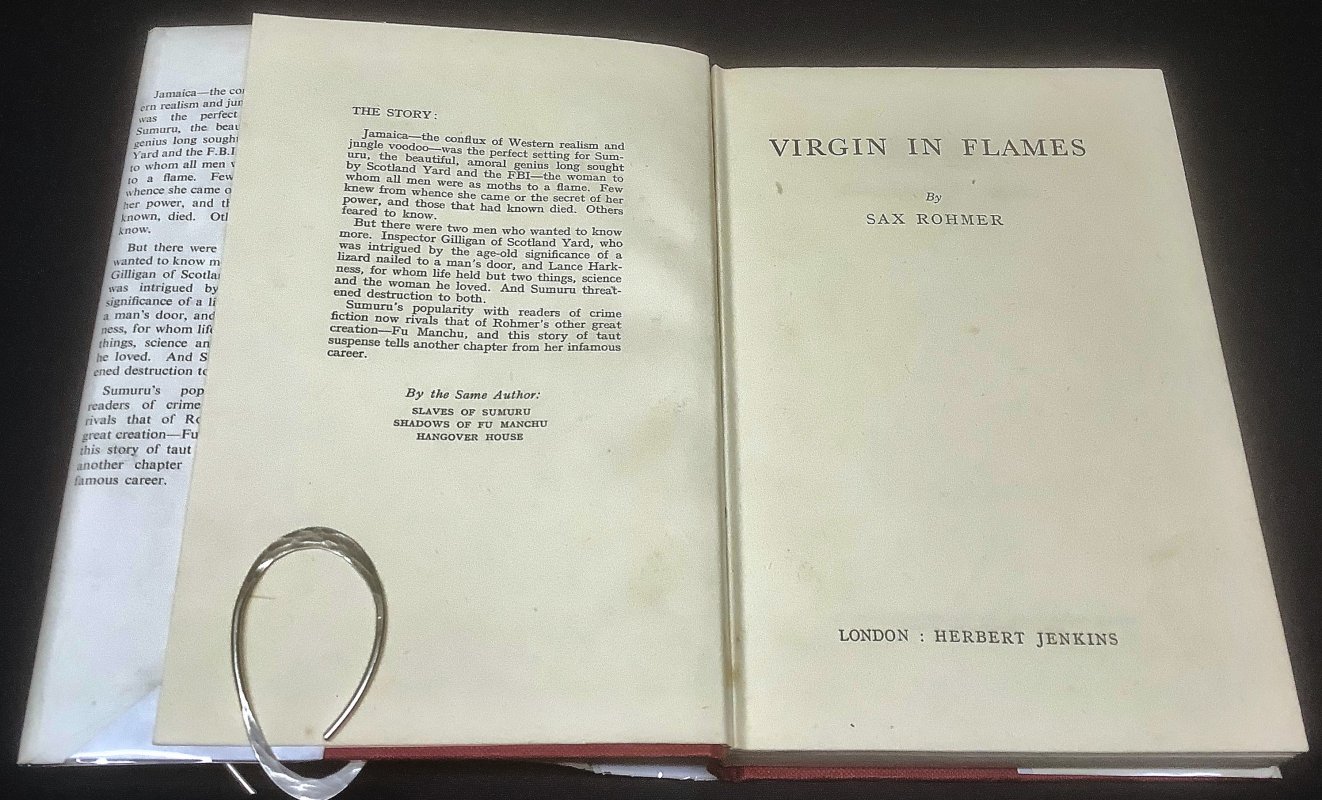 Jamaica—the
ern realism and
was the perfect
Sumuru, the
genius long sought
Yard and the F.B.I
to whom all men
to a flame. Few
whence she came
her power, and
known, died.
know.
But there were
wanted to know
Gilligan of
was intrigued by
significance of a
a man's door, and
ness, for whom
things, science
he loved. And
ened destruction
Sumuru's
readers of crime
rivals that of
great creation—Fu
this story of taut
another chapter
famous career.
THE STORY:
Jamaica—the conflux of Western realism and
jungle voodoo—was the perfect setting for Sum-
uru, the beautiful, amoral genius long sought
by Scotland Yard and the FBI—the woman to
whom all men were as moths to a flame. Few
knew from whence she came or the secret of her
power, and those that had known died. Others
feared to know.
But there were two men who wanted to know
more. Inspector Gilligan of Scotland Yard, who
was intrigued by the age-old significance of a
lizard nailed to a man's door, and Lance Hark-
ness, for whom life held but two things, science
and the woman he loved. And Sumuru threat-
ened destruction to both.
Sumuru's popularity with readers of crime
fiction now rivals that of Rohmer's other great
creation—Fu Manchu, and this story of taut
suspense tells another chapter from her infamous
career.
By the Same Author:
SLAVES OF SUMURU
SHADOWS OF FU MANCHU
HANGOVER HOUSE
VIRGIN IN FLAMES
By
SAX ROHMER
LONDON : HERBERT JENKINS